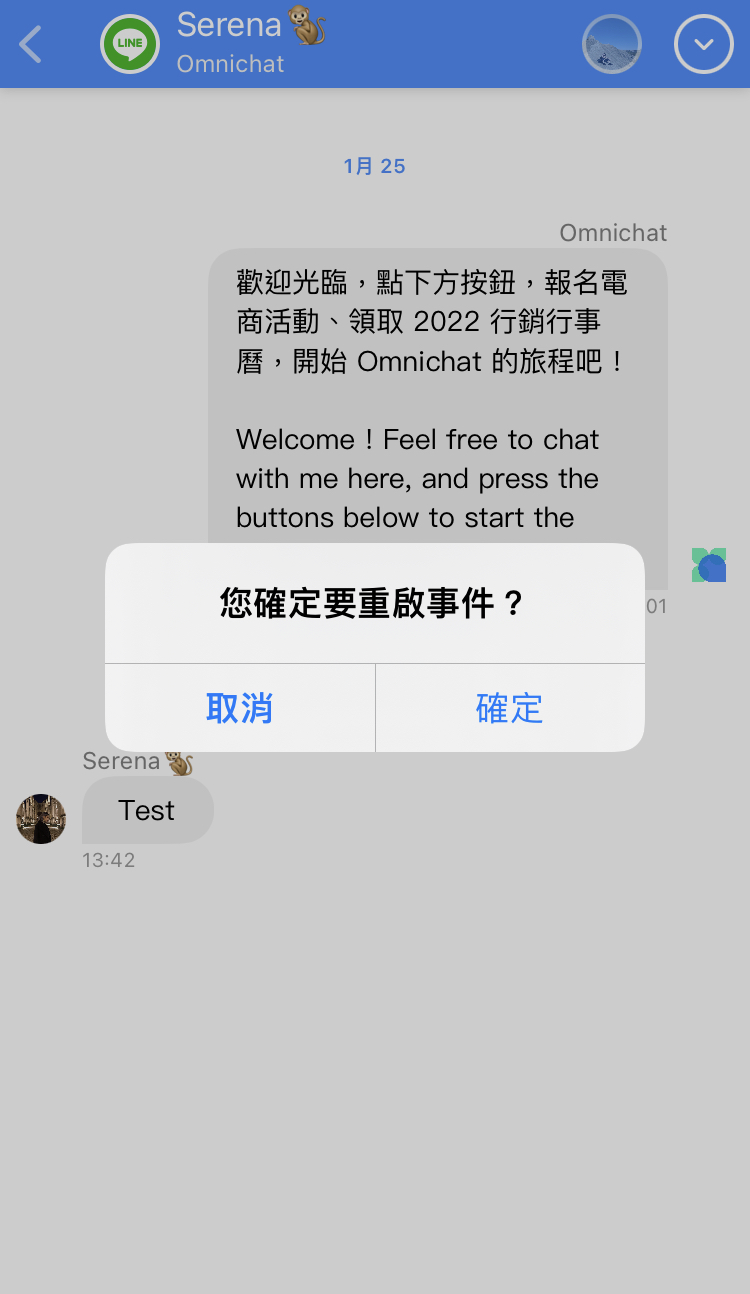 Serena🐒
LINE
Omnichat
1月 25
Omnichat
歡迎光臨，點下方按鈕，報名電
商活動、領取 2022 行銷行事
曆，開始 Omnichat 的旅程吧！
Welcome！Feel free to chat
with me here, and press the
buttons below to start the
01
您確定要重啟事件？
取消
確定
Serena🐒
Test
13:42